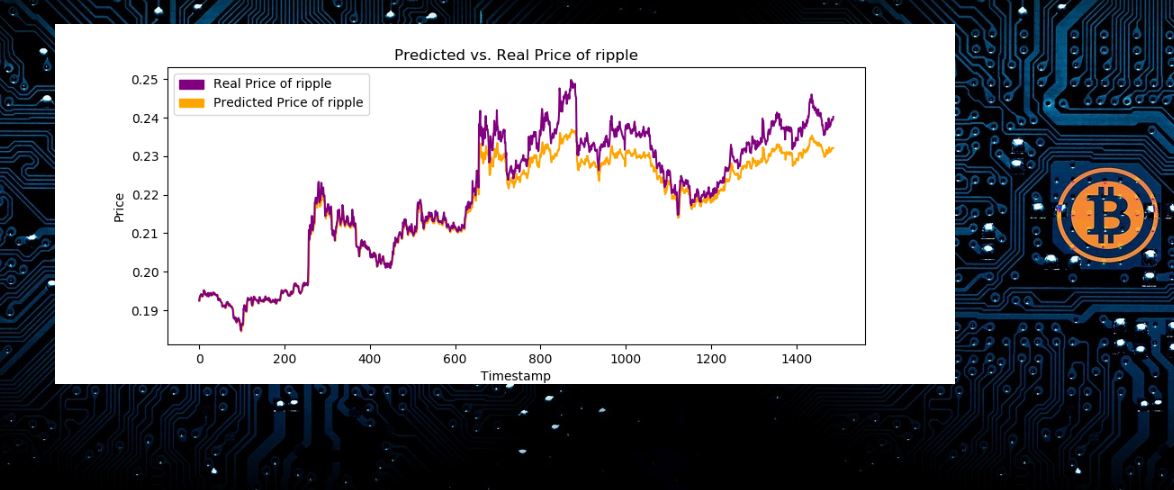 Predicted vs. Real Price of ripple
Real Price of ripple
Predicted Price of ripple
0.25
0.24
0.23
0.22
0.21
0.20
0.19
Price
0 200 400 600 800 1000 1200 1400
Timestamp
B